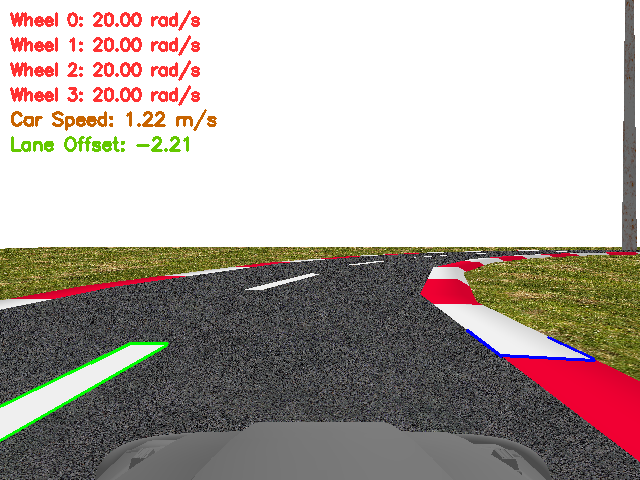 Wheel 0: 20.00 rad/s
Wheel 1: 20.00 rad/s
Wheel 2: 20.00 rad/s
Wheel 3: 20.00 rad/s
Car Speed: 1.22 m/s
Lane Offset: -2.21